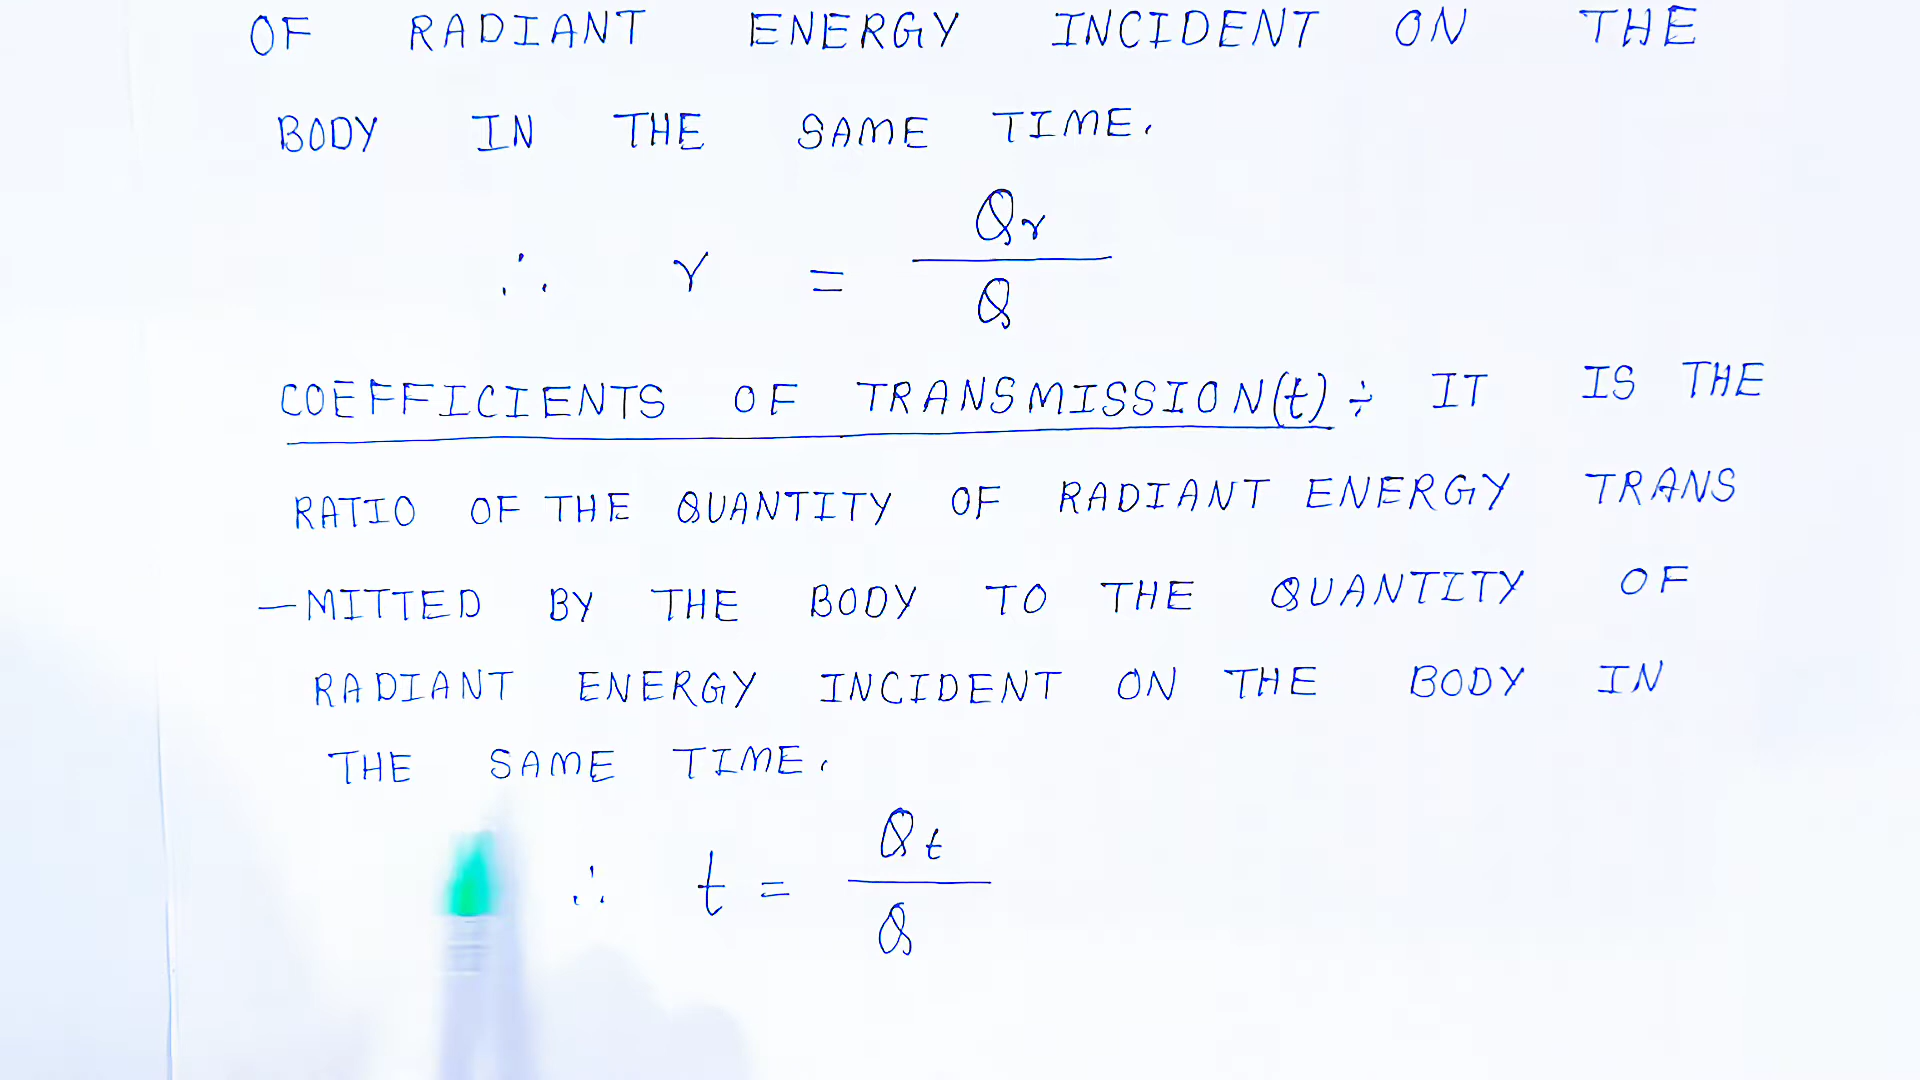 OF RADIANT ENERGY INCIDENT ON THE
BODY IN THE SAME TIME.
∴ r = Qr / Q
COEFFICIENTS OF TRANSMISSION(t) ÷ IT IS THE
RATIO OF THE QUANTITY OF RADIANT ENERGY TRANS
—MITTED BY THE BODY TO THE QUANTITY OF
RADIANT ENERGY INCIDENT ON THE BODY IN
THE SAME TIME.
∴ t = Qt / Q